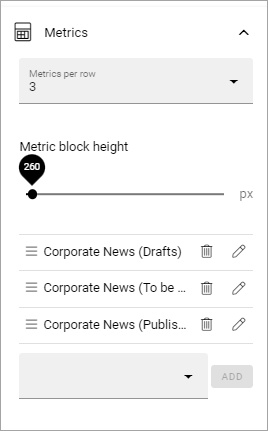 Metrics
Metrics per row
3
Metric block height
260
px
Corporate News (Drafts)
Corporate News (To be ...
Corporate News (Publis...
ADD